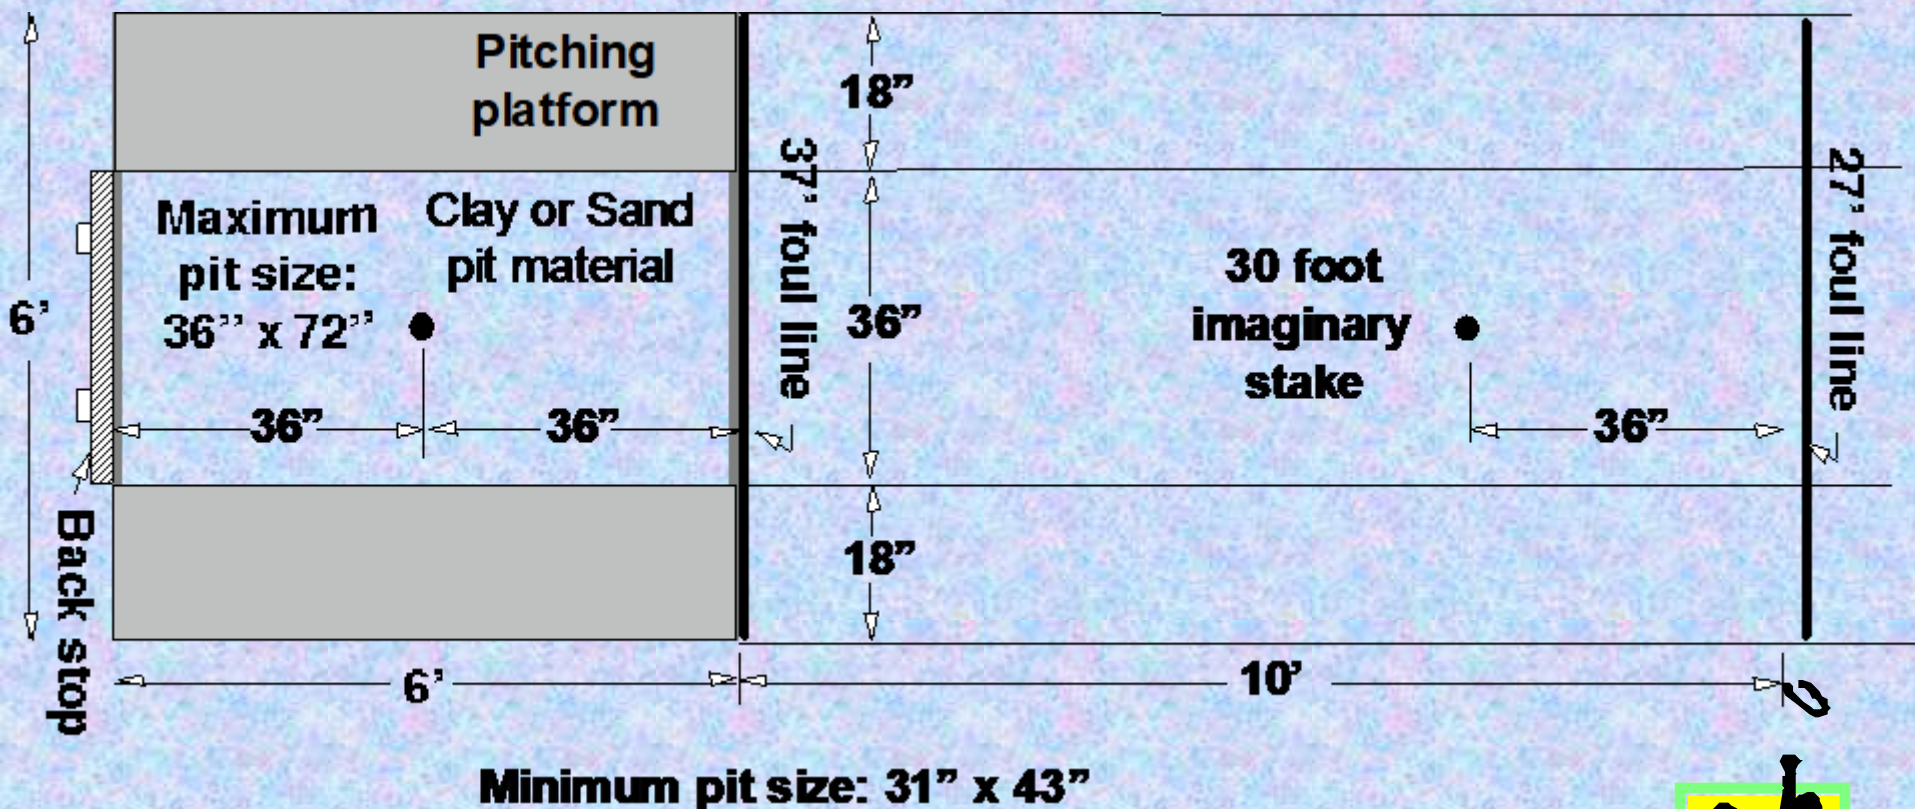 Pitching
platform
18”
6’
Maximum
pit size:
36’’ x 72’’
Clay or Sand
pit material
36”
36”
37’ foul line
36”
30 foot
imaginary
stake
36”
27’ foul line
Back stop
18”
6’
10’
Minimum pit size: 31” x 43”